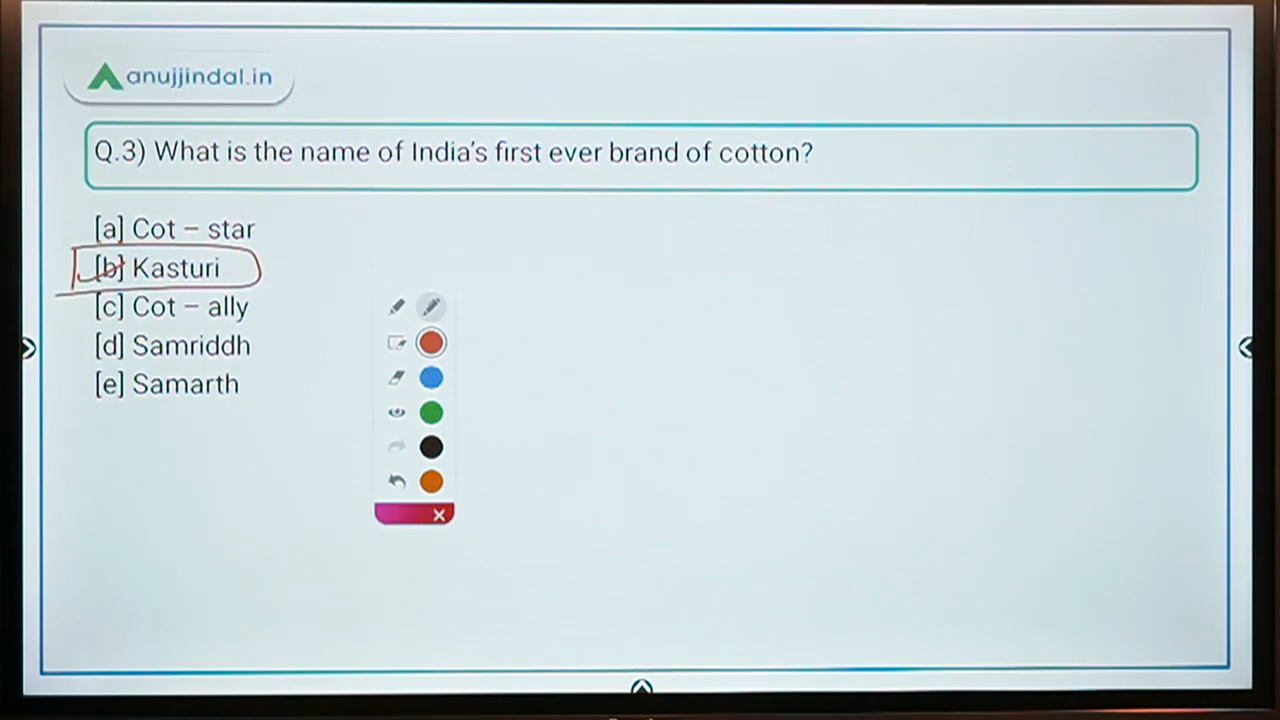 anujjindal.in
Q.3) What is the name of India's first ever brand of cotton?
[a] Cot – star
[b] Kasturi
[c] Cot – ally
[d] Samriddh
[e] Samarth